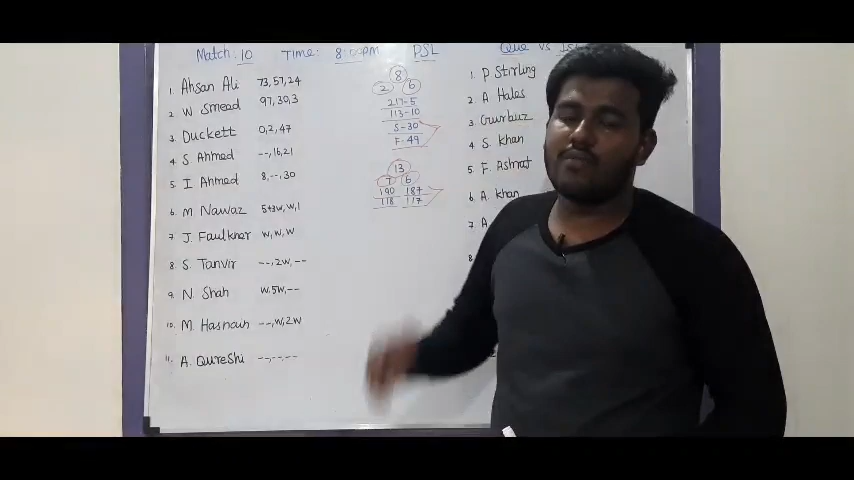 Match: 10 Time: 8:00pm PSL Que vs Isl
1. Ahsan Ali 73,57,24
2. W Smead 97,30,3
3. Duckett 0,2,47
4. S Ahmed --,16,21
5. I Ahmed 8,--,30
6. M Nawaz 5+3w,w,1
7. J. Faulkner w,w,w
8. S. Tanvir --,2w,--
9. N. Shah w,5w,--
10. M. Hasnain --,w,2w
11. A. Qureshi --,--,--
8
2 6
217-5
113-10
S-30
F-49
13
7 6
190 187
118 117
1. P Stirling
2. A Hales
3. Gurbuz
4. S. Khan
5. F. Ashraf
6. A. Khan
7. A
8.